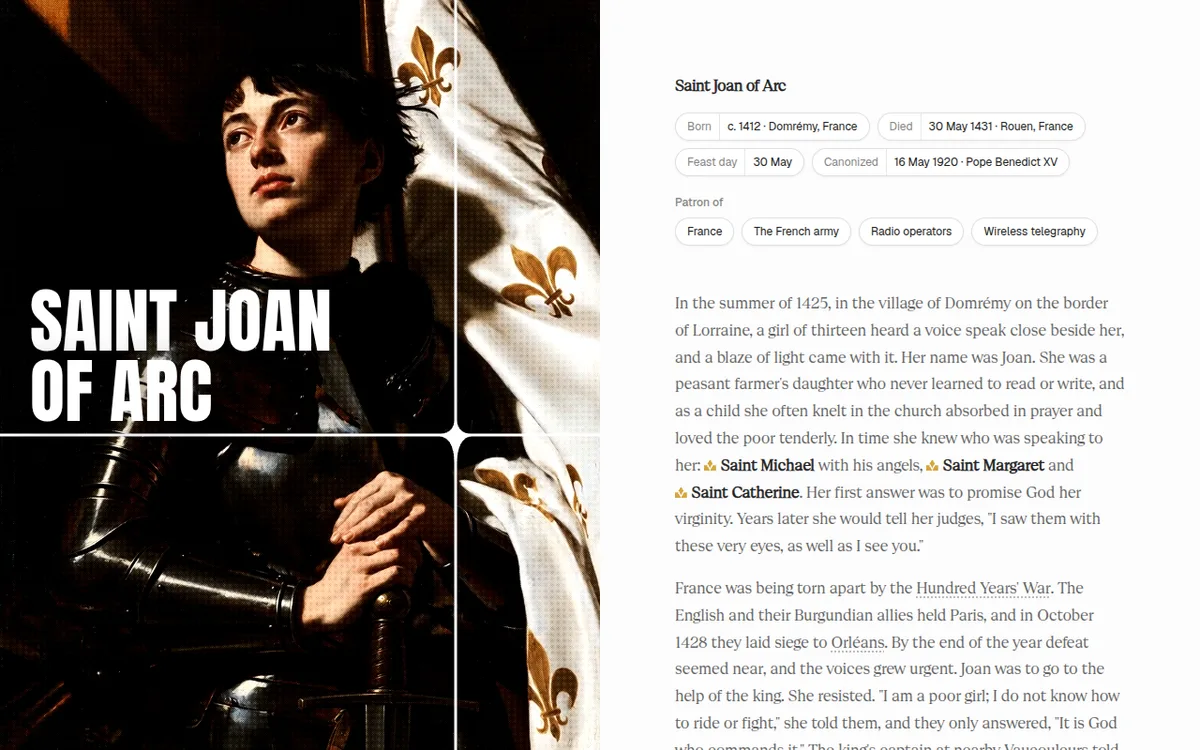 SAINT JOAN
OF ARC
Saint Joan of Arc
Born c. 1412 · Domrémy, France Died 30 May 1431 · Rouen, France
Feast day 30 May Canonized 16 May 1920 · Pope Benedict XV
Patron of
France The French army Radio operators Wireless telegraphy
In the summer of 1425, in the village of Domrémy on the border
of Lorraine, a girl of thirteen heard a voice speak close beside her,
and a blaze of light came with it. Her name was Joan. She was a
peasant farmer's daughter who never learned to read or write, and
as a child she often knelt in the church absorbed in prayer and
loved the poor tenderly. In time she knew who was speaking to
her: Saint Michael with his angels, Saint Margaret and
Saint Catherine. Her first answer was to promise God her
virginity. Years later she would tell her judges, "I saw them with
these very eyes, as well as I see you."
France was being torn apart by the Hundred Years' War. The
English and their Burgundian allies held Paris, and in October
1428 they laid siege to Orléans. By the end of the year defeat
seemed near, and the voices grew urgent. Joan was to go to the
help of the king. She resisted. "I am a poor girl; I do not know how
to ride or fight," she told them, and they only answered, "It is God
who commands it." The king's captain at nearby Vaucouleurs told